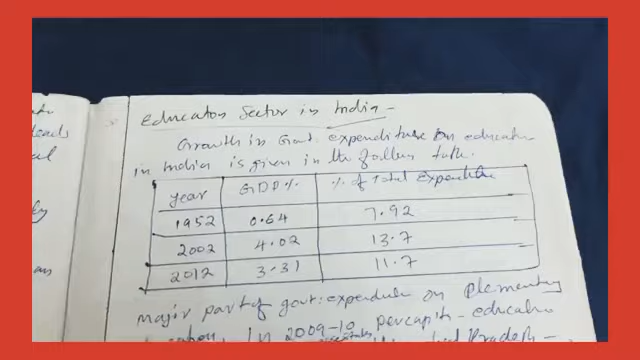 Education Sector in India -
Growth in Govt. expenditure on education
in India is given in the follow table.
Year GDP% % of Total Expenditure
1952 0.64 7.92
2002 4.02 13.7
2012 3.31 11.7
Major part of govt: expenditure on Elementary
In 2009-10 percapita - education
Pradesh -